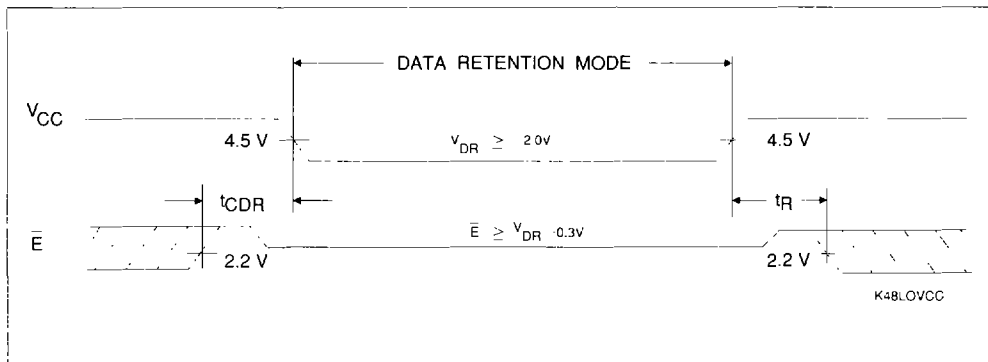 DATA RETENTION MODE
VCC
4.5 V
VDR ≥ 2.0V
4.5 V
tCDR
tR
E̅
E̅ ≥ VDR -0.3V
2.2 V
2.2 V
K48LOVCC